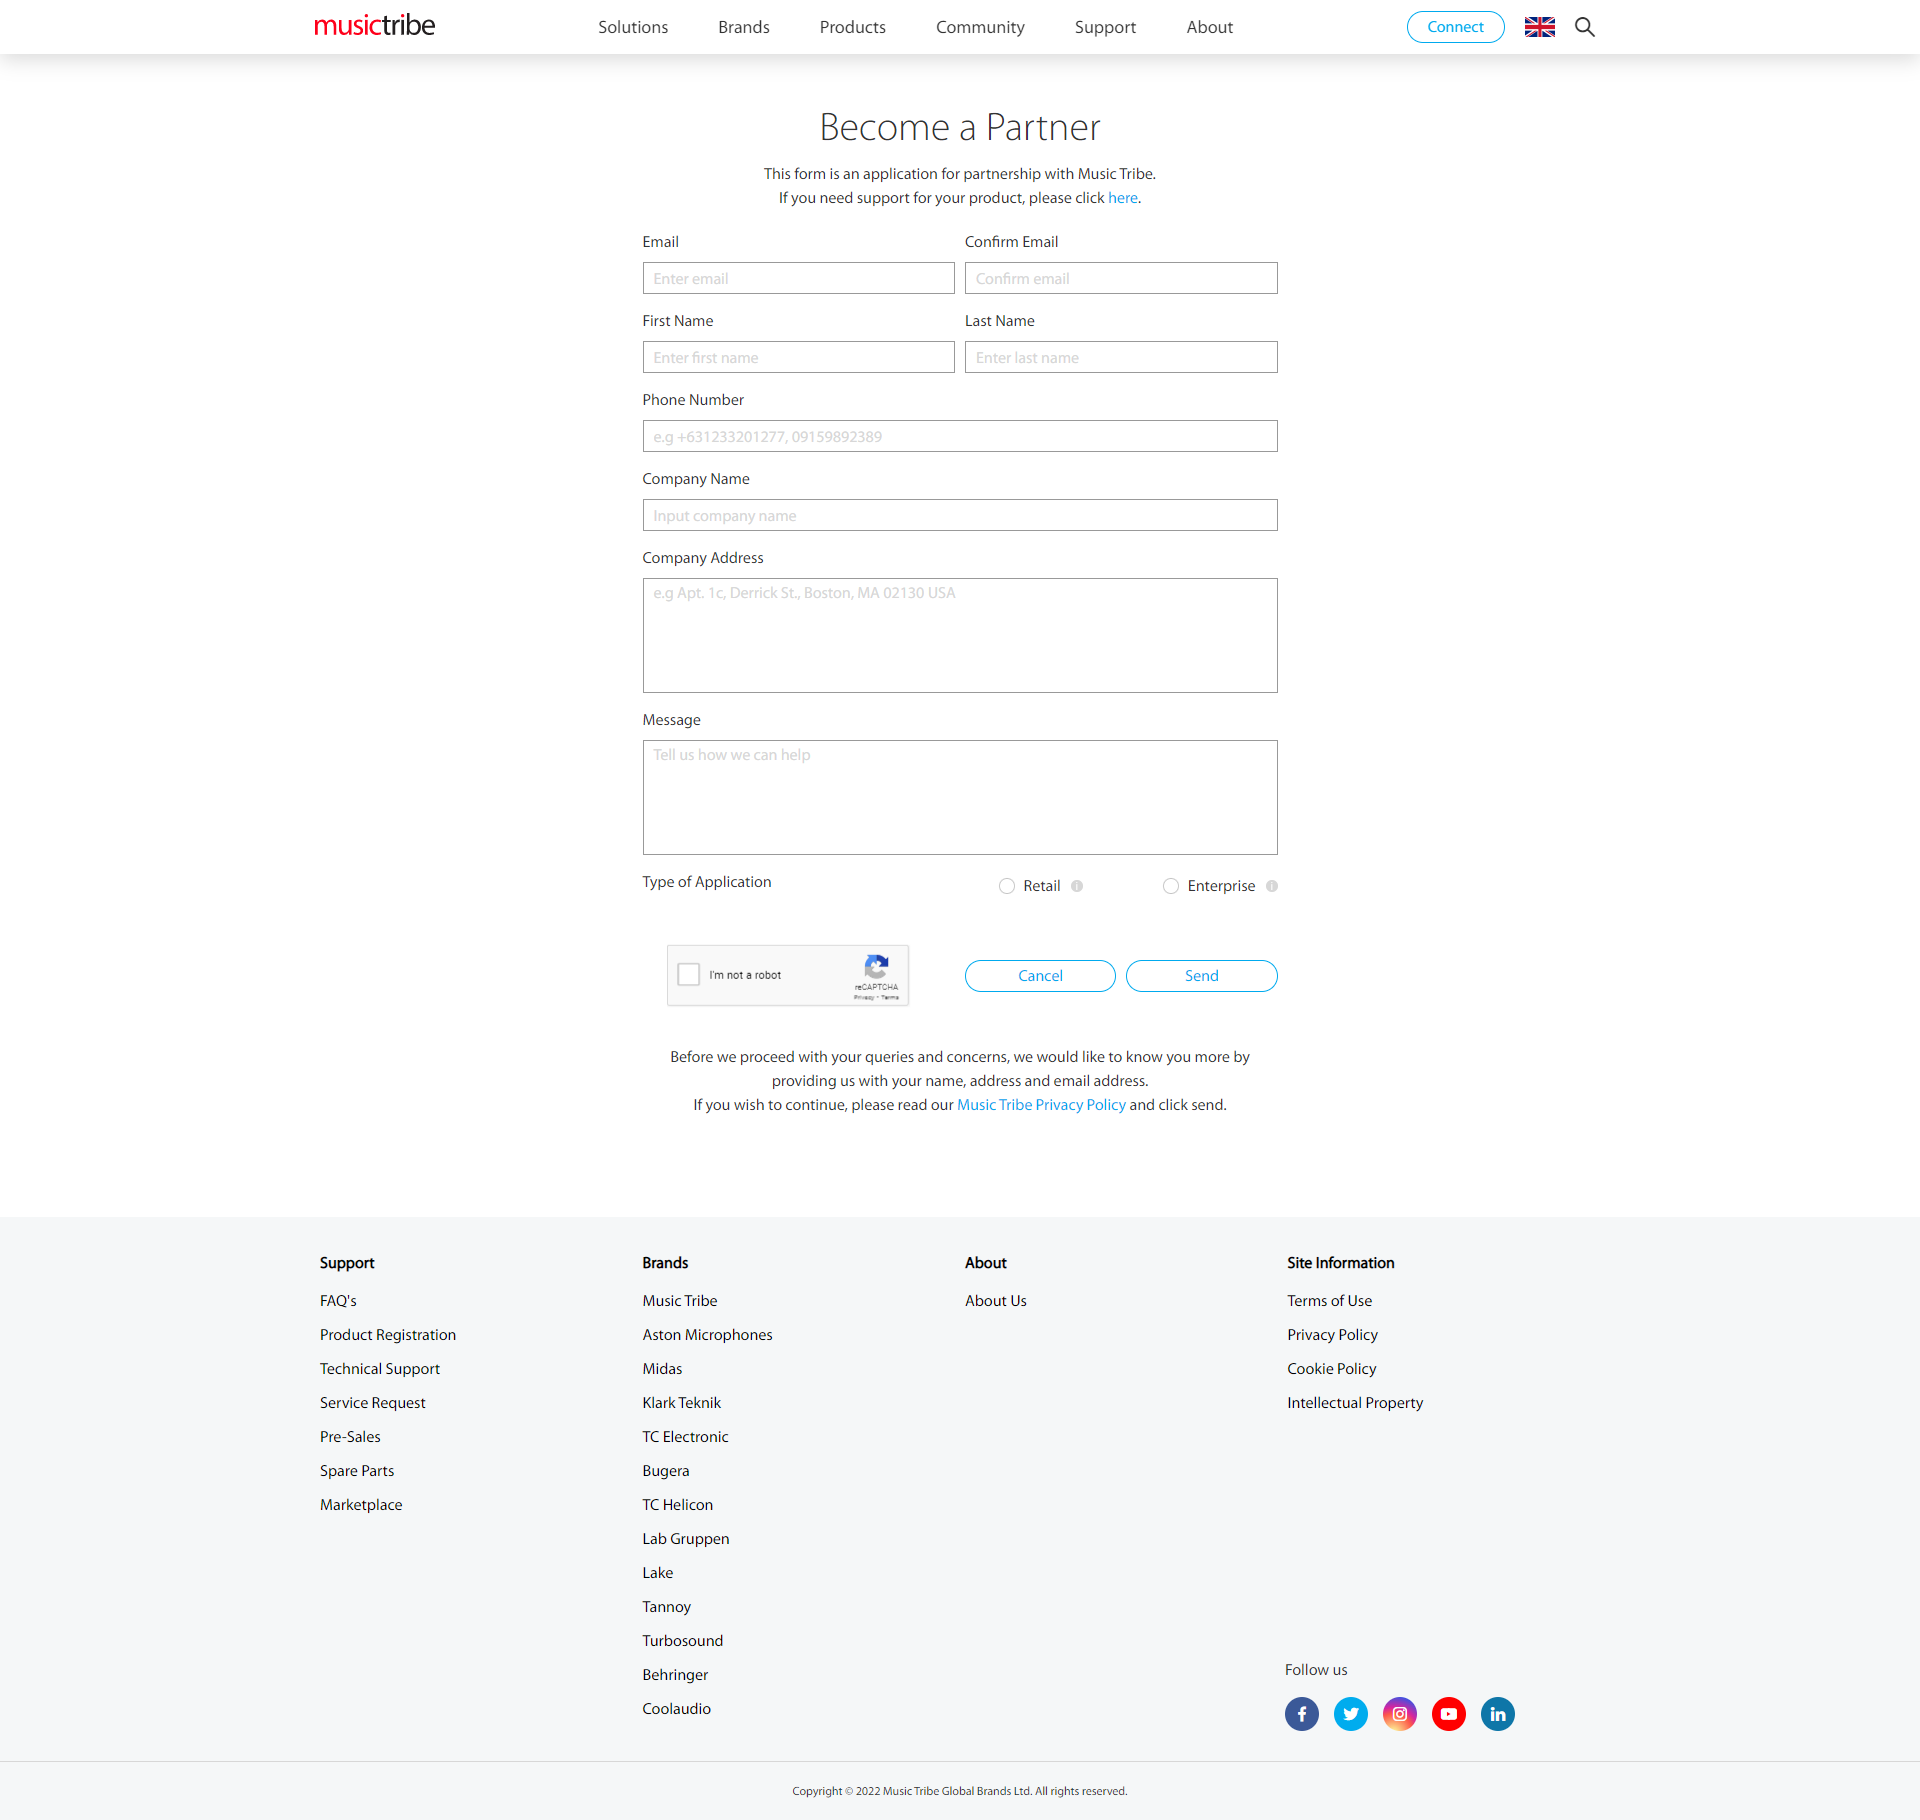 musictribe
Solutions
Brands
Products
Community
Support
About
Connect
Become a Partner
This form is an application for partnership with Music Tribe.
If you need support for your product, please click here.
Email
Confirm Email
Enter email
Confirm email
First Name
Last Name
Enter first name
Enter last name
Phone Number
e.g +631233201277, 09159892389
Company Name
Input company name
Company Address
e.g Apt. 1c, Derrick St., Boston, MA 02130 USA
Message
Tell us how we can help
Type of Application
Retail
Enterprise
I'm not a robot
reCAPTCHA
Privacy - Terms
Cancel
Send
Before we proceed with your queries and concerns, we would like to know you more by
providing us with your name, address and email address.
If you wish to continue, please read our Music Tribe Privacy Policy and click send.
Support
FAQ's
Product Registration
Technical Support
Service Request
Pre-Sales
Spare Parts
Marketplace
Brands
Music Tribe
Aston Microphones
Midas
Klark Teknik
TC Electronic
Bugera
TC Helicon
Lab Gruppen
Lake
Tannoy
Turbosound
Behringer
Coolaudio
About
About Us
Site Information
Terms of Use
Privacy Policy
Cookie Policy
Intellectual Property
Follow us
Copyright © 2022 Music Tribe Global Brands Ltd. All rights reserved.